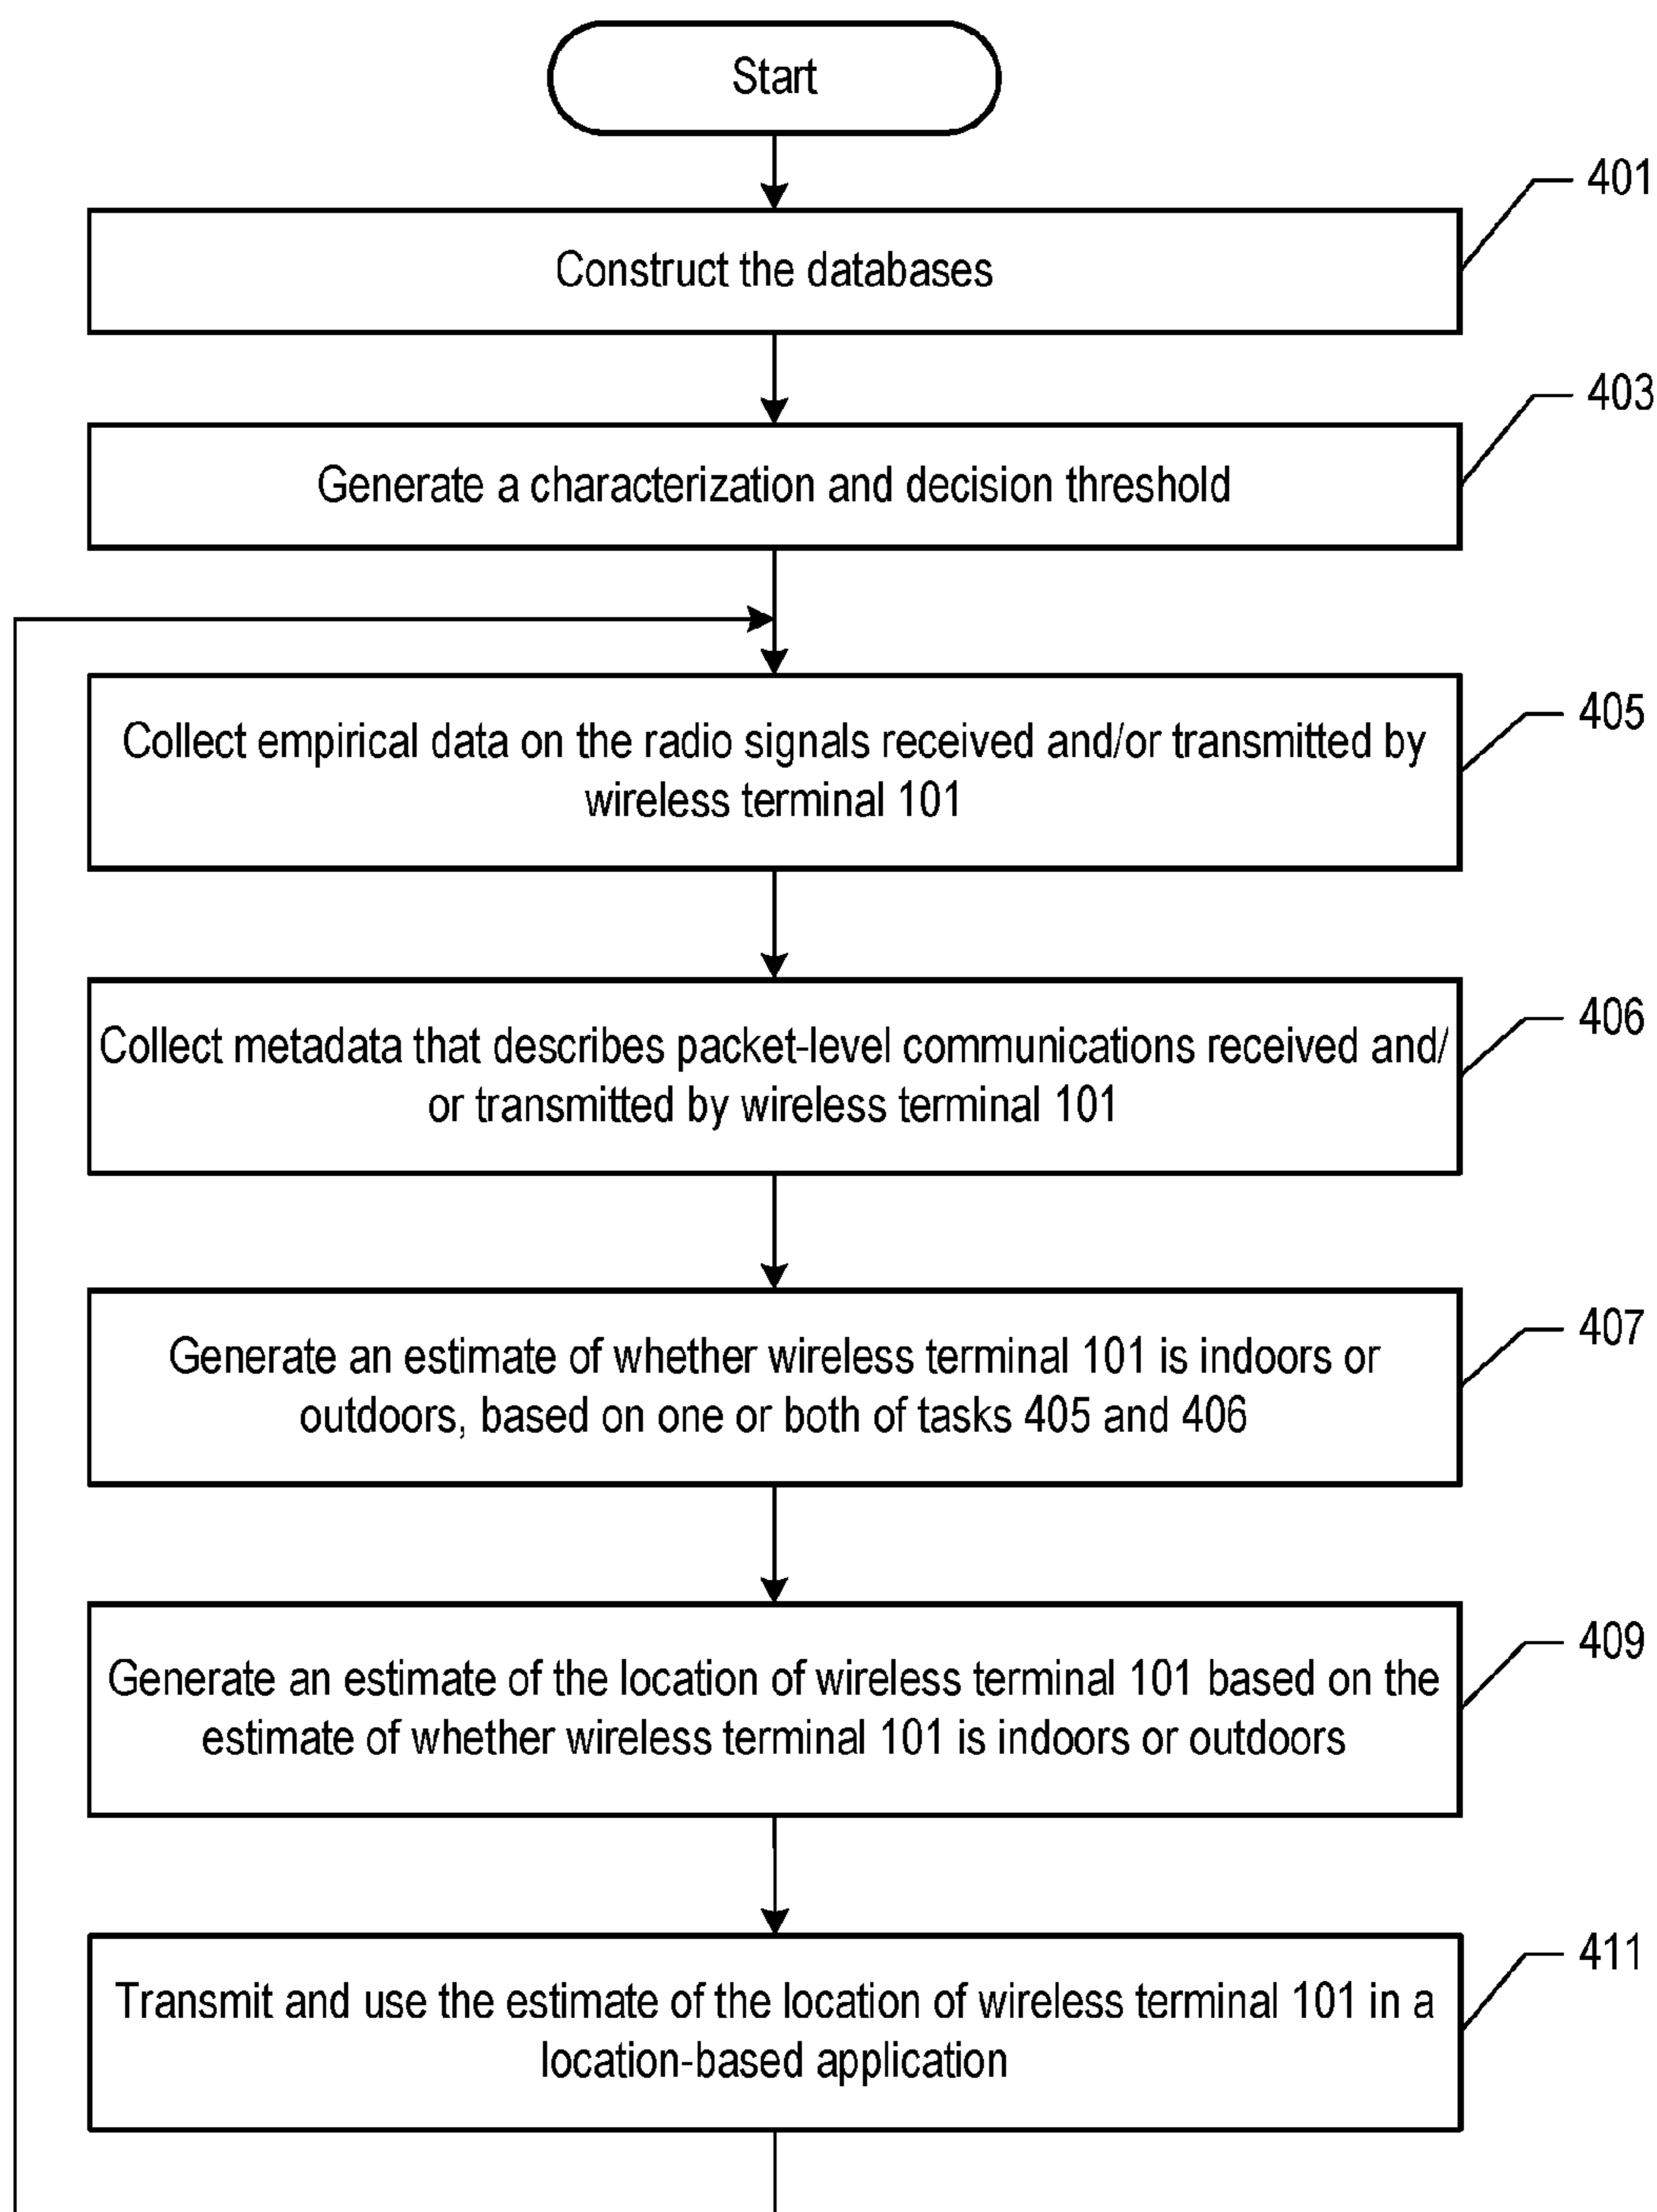 Start
401
Construct the databases
403
Generate a characterization and decision threshold
405
Collect empirical data on the radio signals received and/or transmitted by
wireless terminal 101
406
Collect metadata that describes packet-level communications received and/
or transmitted by wireless terminal 101
407
Generate an estimate of whether wireless terminal 101 is indoors or
outdoors, based on one or both of tasks 405 and 406
409
Generate an estimate of the location of wireless terminal 101 based on the
estimate of whether wireless terminal 101 is indoors or outdoors
411
Transmit and use the estimate of the location of wireless terminal 101 in a
location-based application